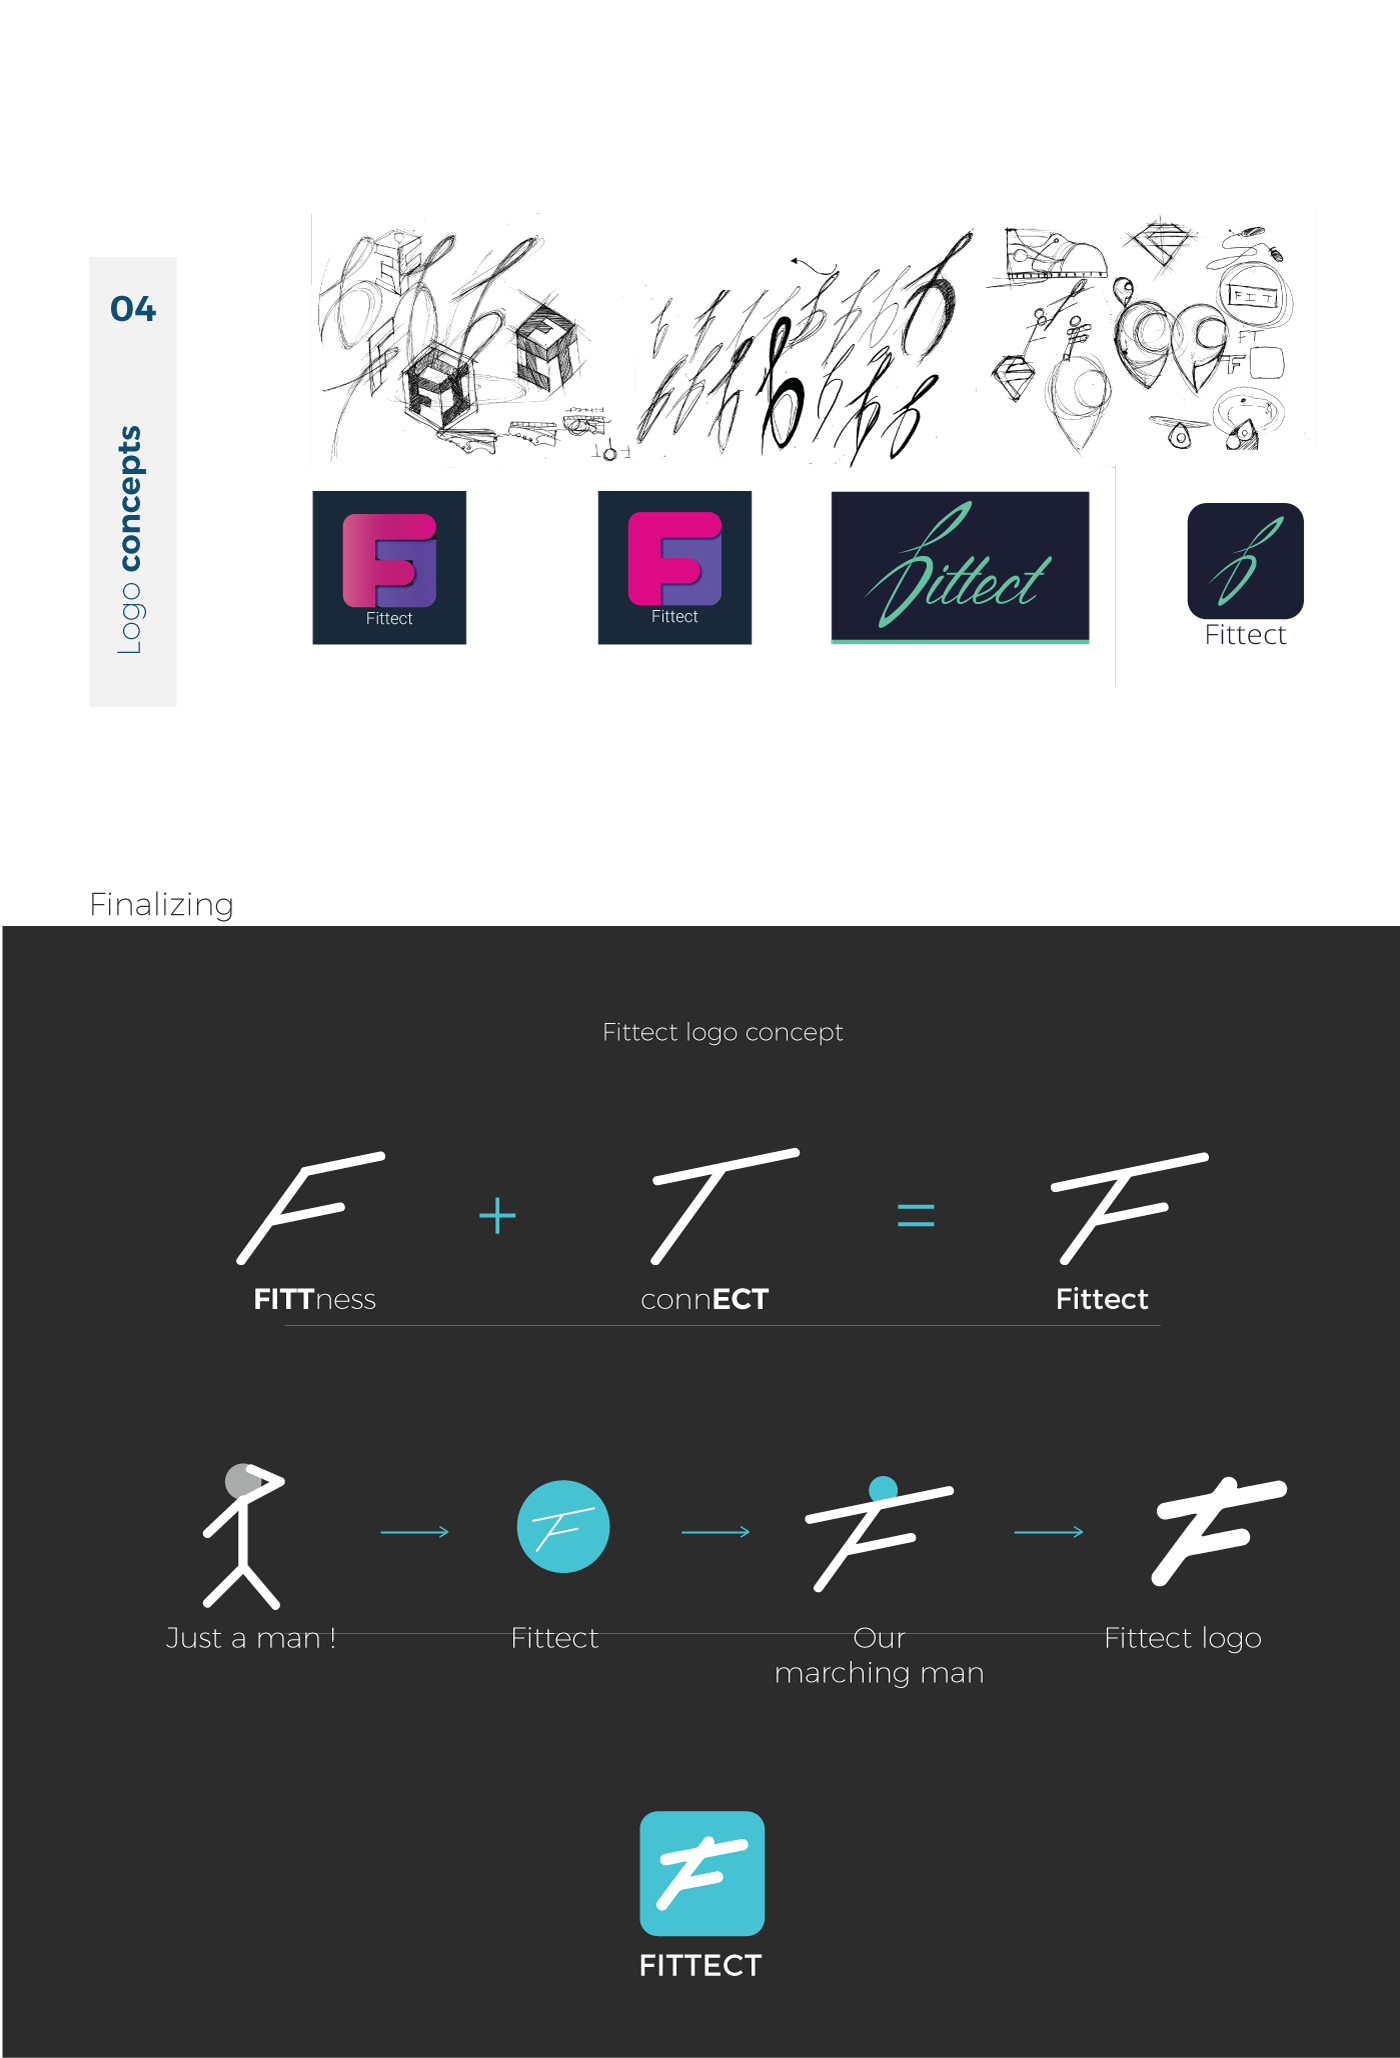 04
Logo concepts
FIT
FT
Fittect
Fittect
Fittect
Fittect
Finalizing
Fittect logo concept
F + T = F
FITTness
connECT
Fittect
Just a man !
Fittect
Our
marching man
Fittect logo
FITTECT